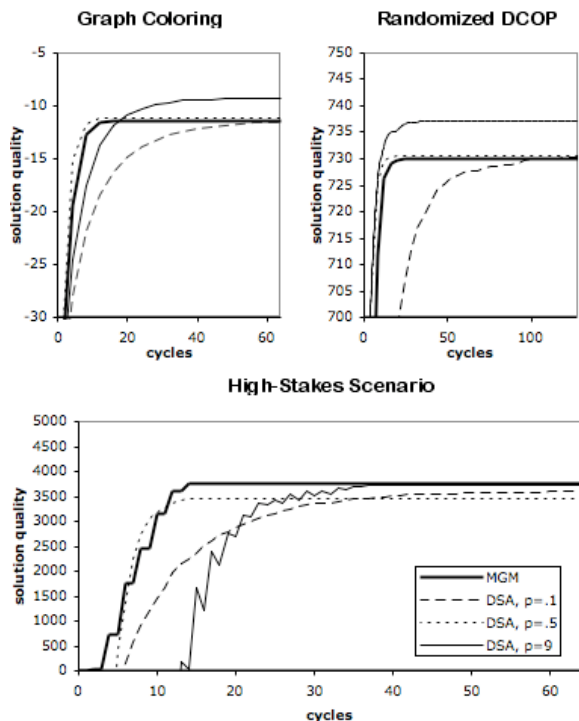 Graph Coloring
-5
-10
-15
-20
-25
-30
solution quality
0 20 40 60
cycles
Randomized DCOP
750
745
740
735
730
725
720
715
710
705
700
solution quality
0 50 100
cycles
High-Stakes Scenario
5000
4500
4000
3500
3000
2500
2000
1500
1000
500
0
solution quality
0 10 20 30 40 50 60
cycles
MGM
DSA, p=.1
DSA, p=.5
DSA, p=9